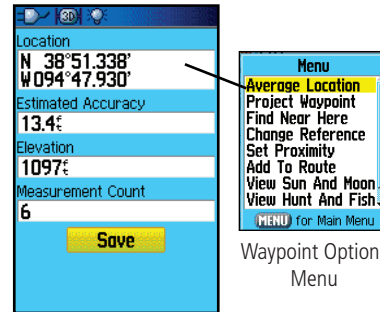 3D
Location
N 38°51.338'
W094°47.930'
Estimated Accuracy
13.4ft
Elevation
1097ft
Measurement Count
6
Save
Menu
Average Location
Project Waypoint
Find Near Here
Change Reference
Set Proximity
Add To Route
View Sun And Moon
View Hunt And Fish
MENU for Main Menu
Waypoint Option
Menu